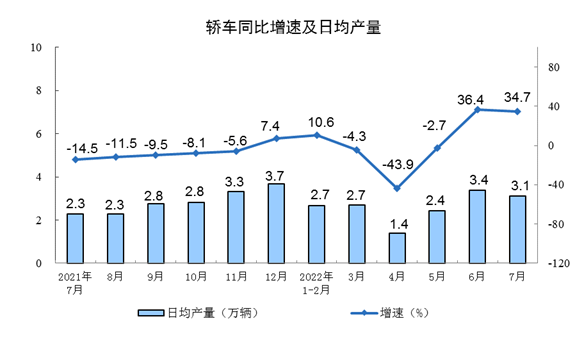 轿车同比增速及日均产量
10
8
6
4
2
0
80
40
0
-40
-80
-120
-14.5
-11.5
-9.5
-8.1
-5.6
7.4
10.6
-4.3
-43.9
-2.7
36.4
34.7
2.3
2.3
2.8
2.8
3.3
3.7
2.7
2.7
1.4
2.4
3.4
3.1
2021年
7月
8月
9月
10月
11月
12月
2022年
1-2月
3月
4月
5月
6月
7月
日均产量（万辆）
增速（%）